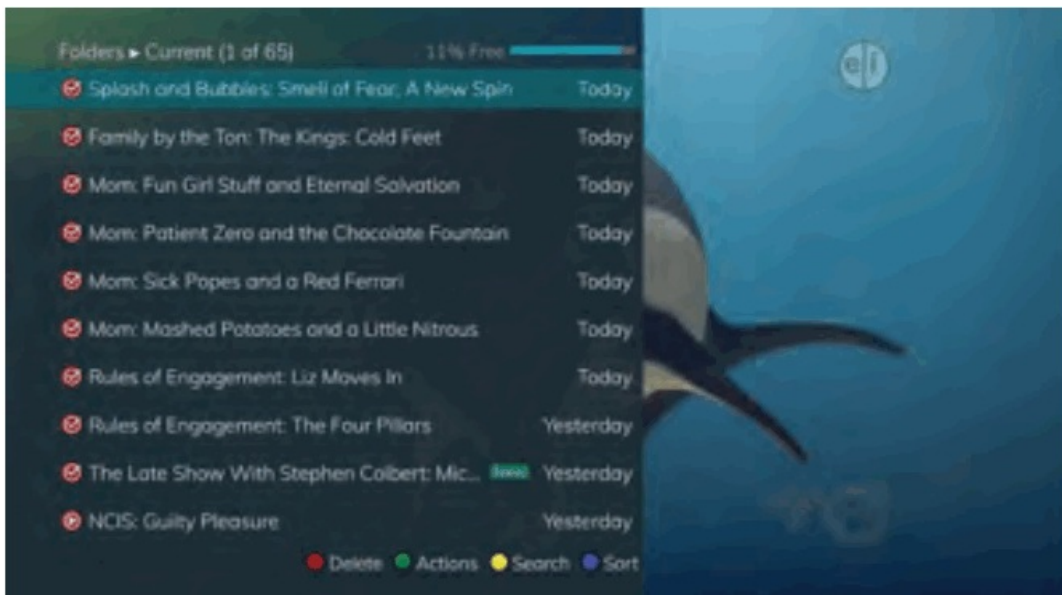 Folders ▸ Current (1 of 65) 11% Free
Splash and Bubbles: Smell of Fear; A New Spin Today
Family by the Ton: The Kings: Cold Feet Today
Mom: Fun Girl Stuff and Eternal Salvation Today
Mom: Patient Zero and the Chocolate Fountain Today
Mom: Sick Popes and a Red Ferrari Today
Mom: Mashed Potatoes and a Little Nitrous Today
Rules of Engagement: Liz Moves In Today
Rules of Engagement: The Four Pillars Yesterday
The Late Show With Stephen Colbert: Mic... Yesterday
NCIS: Guilty Pleasure Yesterday
Delete Actions Search Sort
e/i